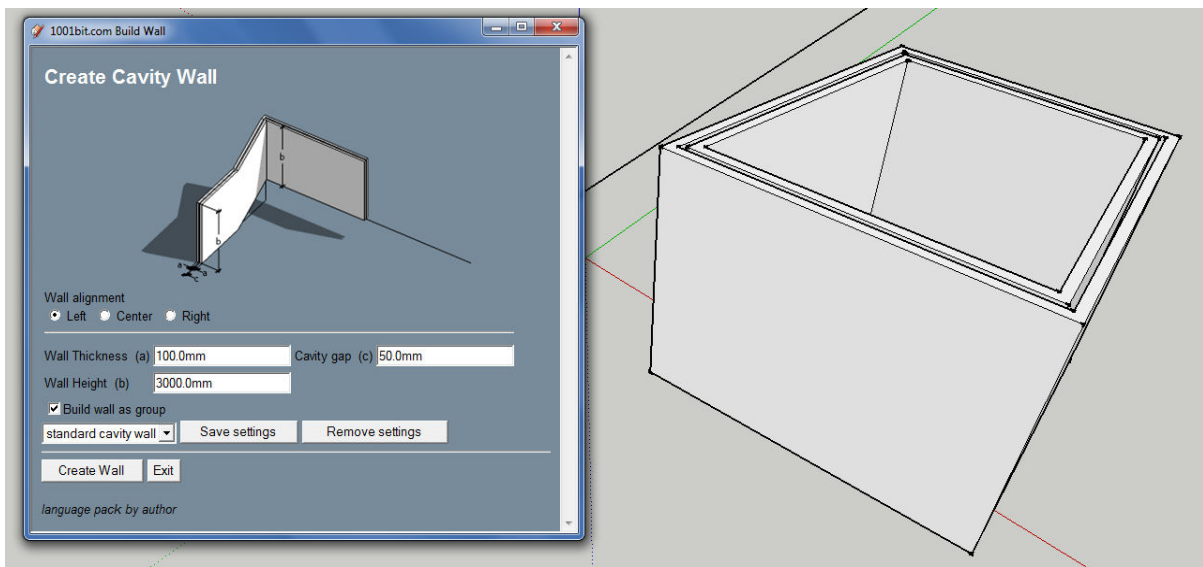 1001bit.com Build Wall
Create Cavity Wall
b
b
a
a
c
Wall alignment
Left Center Right
Wall Thickness (a) 100.0mm Cavity gap (c) 50.0mm
Wall Height (b) 3000.0mm
Build wall as group
standard cavity wall Save settings Remove settings
Create Wall Exit
language pack by author